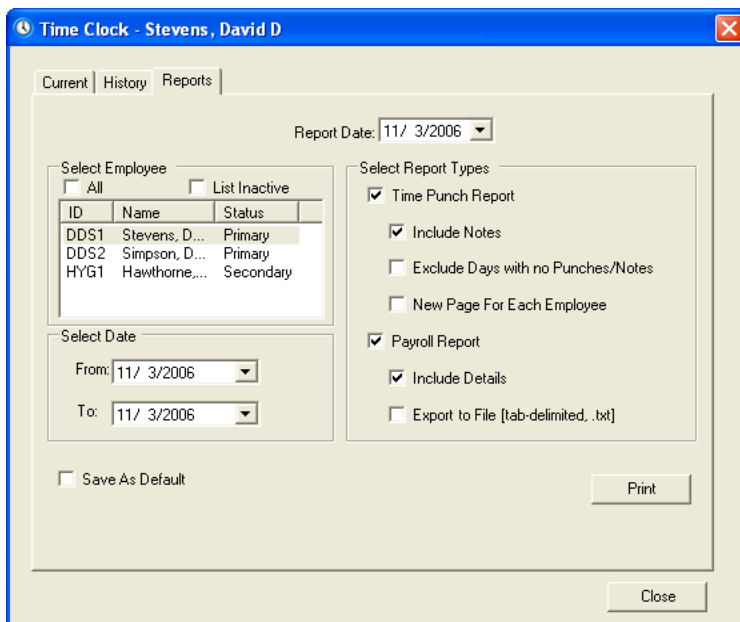 Time Clock - Stevens, David D
Current History Reports
Report Date: 11/ 3/2006
Select Employee
All List Inactive
ID Name Status
DDS1 Stevens, D... Primary
DDS2 Simpson, D... Primary
HYG1 Hawthorne,... Secondary
Select Date
From: 11/ 3/2006
To: 11/ 3/2006
Select Report Types
Time Punch Report
Include Notes
Exclude Days with no Punches/Notes
New Page For Each Employee
Payroll Report
Include Details
Export to File [tab-delimited, .txt]
Save As Default
Print
Close